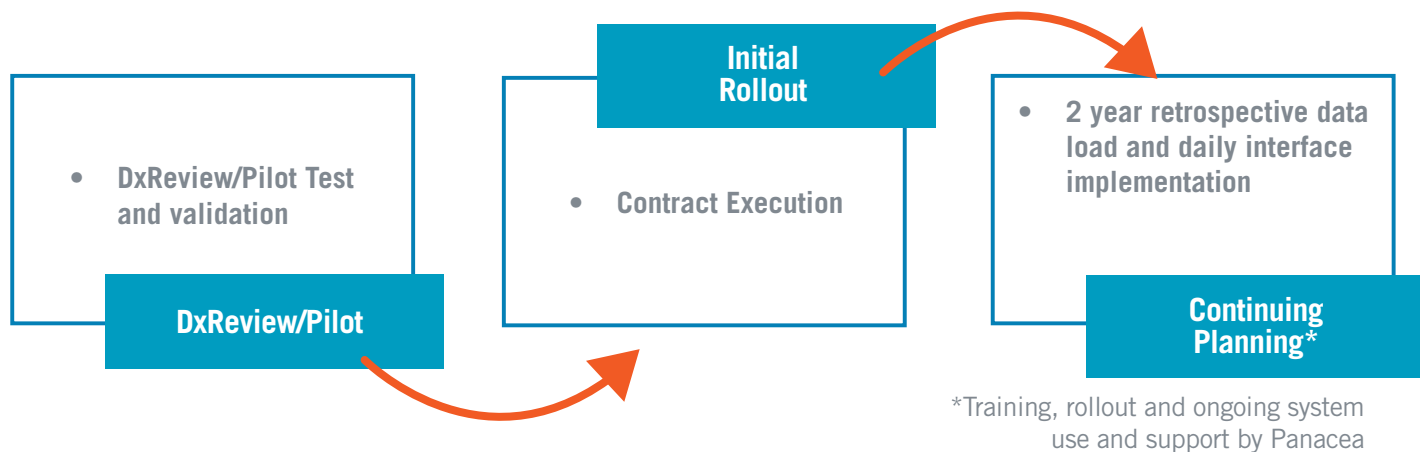 • DxReview/Pilot Test
and validation
DxReview/Pilot
Initial
Rollout
• Contract Execution
• 2 year retrospective data
load and daily interface
implementation
Continuing
Planning*
*Training, rollout and ongoing system
use and support by Panacea